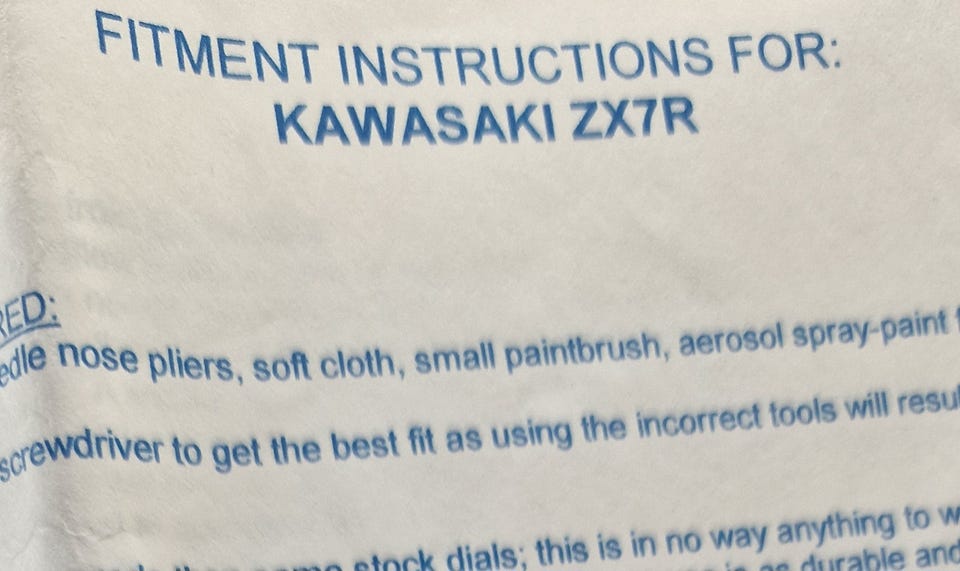 FITMENT INSTRUCTIONS FOR:
KAWASAKI ZX7R
RED:
edle nose pliers, soft cloth, small paintbrush, aerosol spray-paint f
screwdriver to get the best fit as using the incorrect tools will resul
stock dials; this is in no way anything to w
as durable and